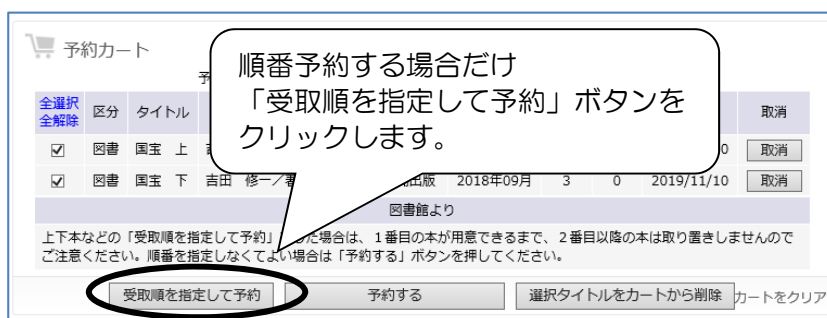 予約カート
順番予約する場合だけ
「受取順を指定して予約」ボタンを
クリックします。
全選択
全解除 区分 タイトル 取消
図書 国宝 上 取消
図書 国宝 下 吉田 修一/著 出版 2018年09月 3 0 2019/11/10 取消
図書館より
上下本などの「受取順を指定して予約」した場合は、1番目の本が用意できるまで、2番目以降の本は取り置きしませんので
ご注意ください。順番を指定しなくてよい場合は「予約する」ボタンを押してください。
受取順を指定して予約 予約する 選択タイトルをカートから削除 カートをクリア